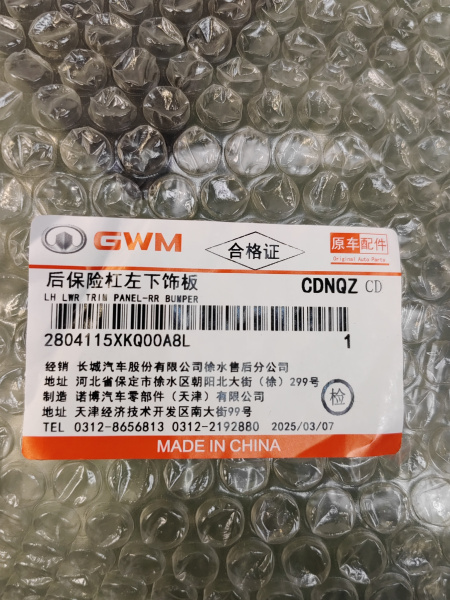 GWM
合格证
原车配件
Original Auto Parts
后保险杠左下饰板
CDNQZ CD
LH LWR TRIM PANEL-RR BUMPER
2804115XKQ00A8L 1
经销 长城汽车股份有限公司徐水售后分公司
地址 河北省保定市徐水区朝阳北大街（徐）299号
制造 诺博汽车零部件（天津）有限公司
检
地址 天津经济技术开发区南大街99号
TEL 0312-8656813 0312-2192880 2025/03/07
MADE IN CHINA